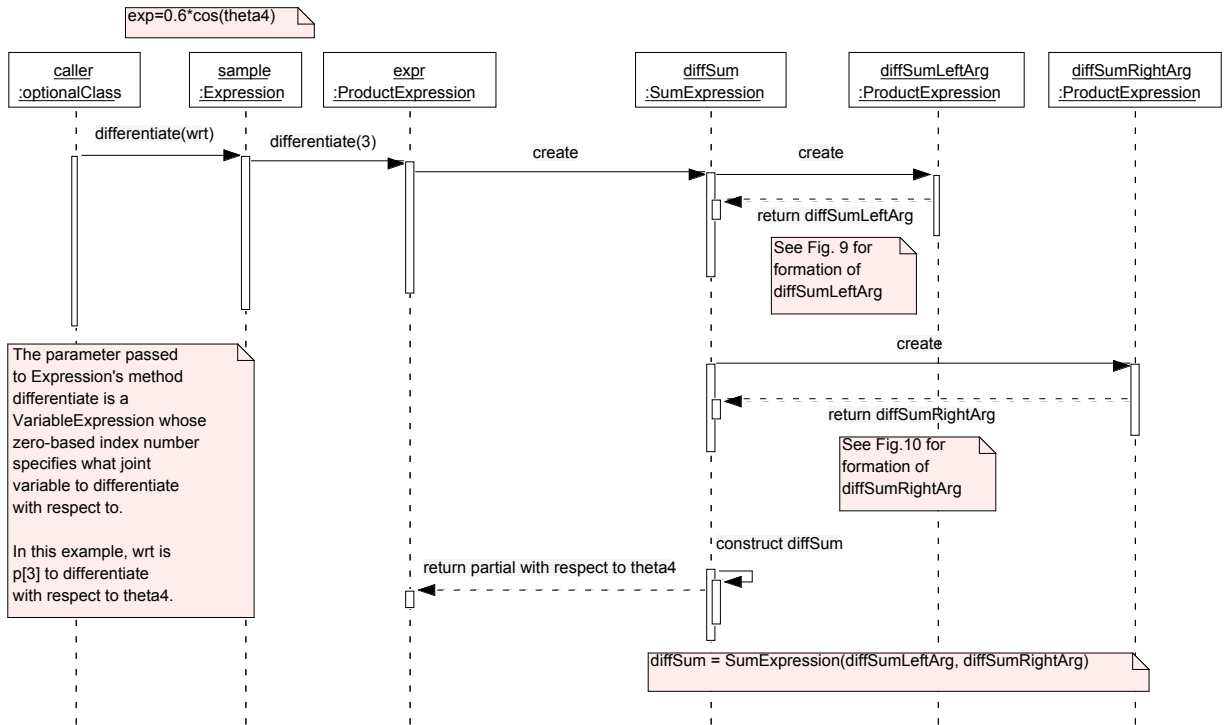 exp=0.6*cos(theta4)
caller
:optionalClass
sample
:Expression
expr
:ProductExpression
diffSum
:SumExpression
diffSumLeftArg
:ProductExpression
diffSumRightArg
:ProductExpression
differentiate(wrt)
differentiate(3)
create
create
return diffSumLeftArg
See Fig. 9 for
formation of
diffSumLeftArg
The parameter passed
to Expression's method
differentiate is a
VariableExpression whose
zero-based index number
specifies what joint
variable to differentiate
with respect to.
In this example, wrt is
p[3] to differentiate
with respect to theta4.
create
return diffSumRightArg
See Fig.10 for
formation of
diffSumRightArg
construct diffSum
return partial with respect to theta4
diffSum = SumExpression(diffSumLeftArg, diffSumRightArg)